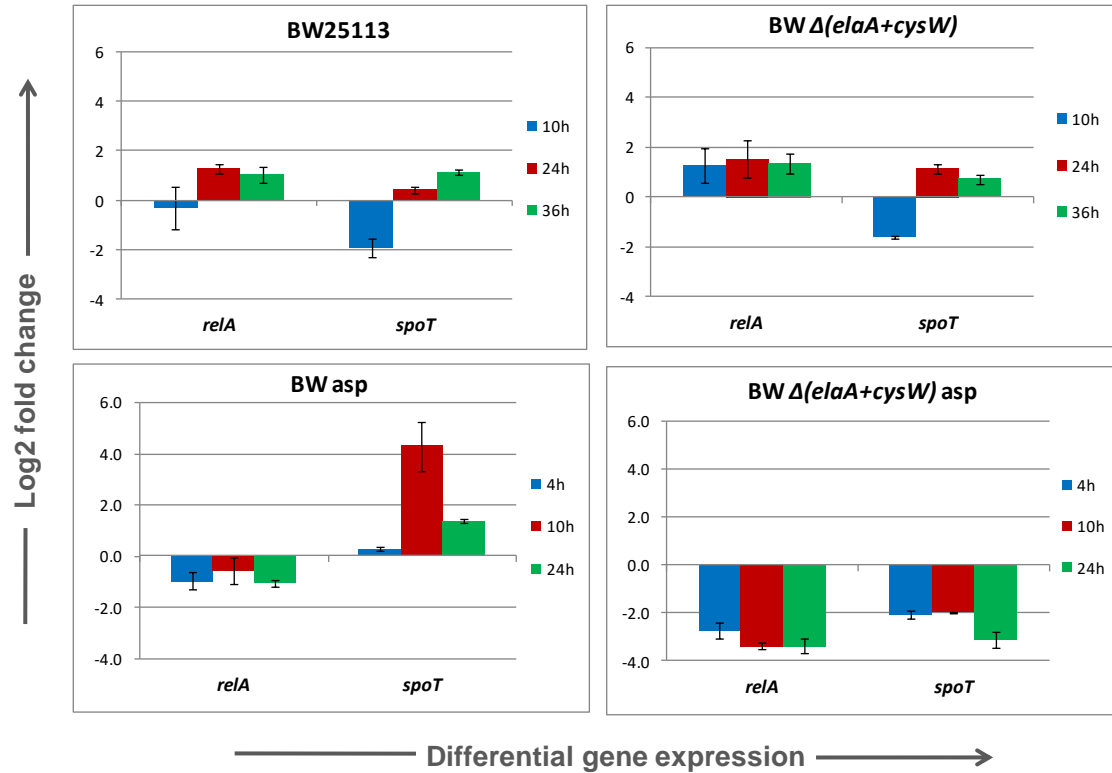 BW25113
6
4
2
0
-2
-4
relA
spoT
10h
24h
36h
BW Δ(elaA+cysW)
6
4
2
0
-2
-4
relA
spoT
10h
24h
36h
BW asp
6.0
4.0
2.0
0.0
-2.0
-4.0
relA
spoT
4h
10h
24h
BW Δ(elaA+cysW) asp
6.0
4.0
2.0
0.0
-2.0
-4.0
relA
spoT
4h
10h
24h
Log2 fold change
Differential gene expression